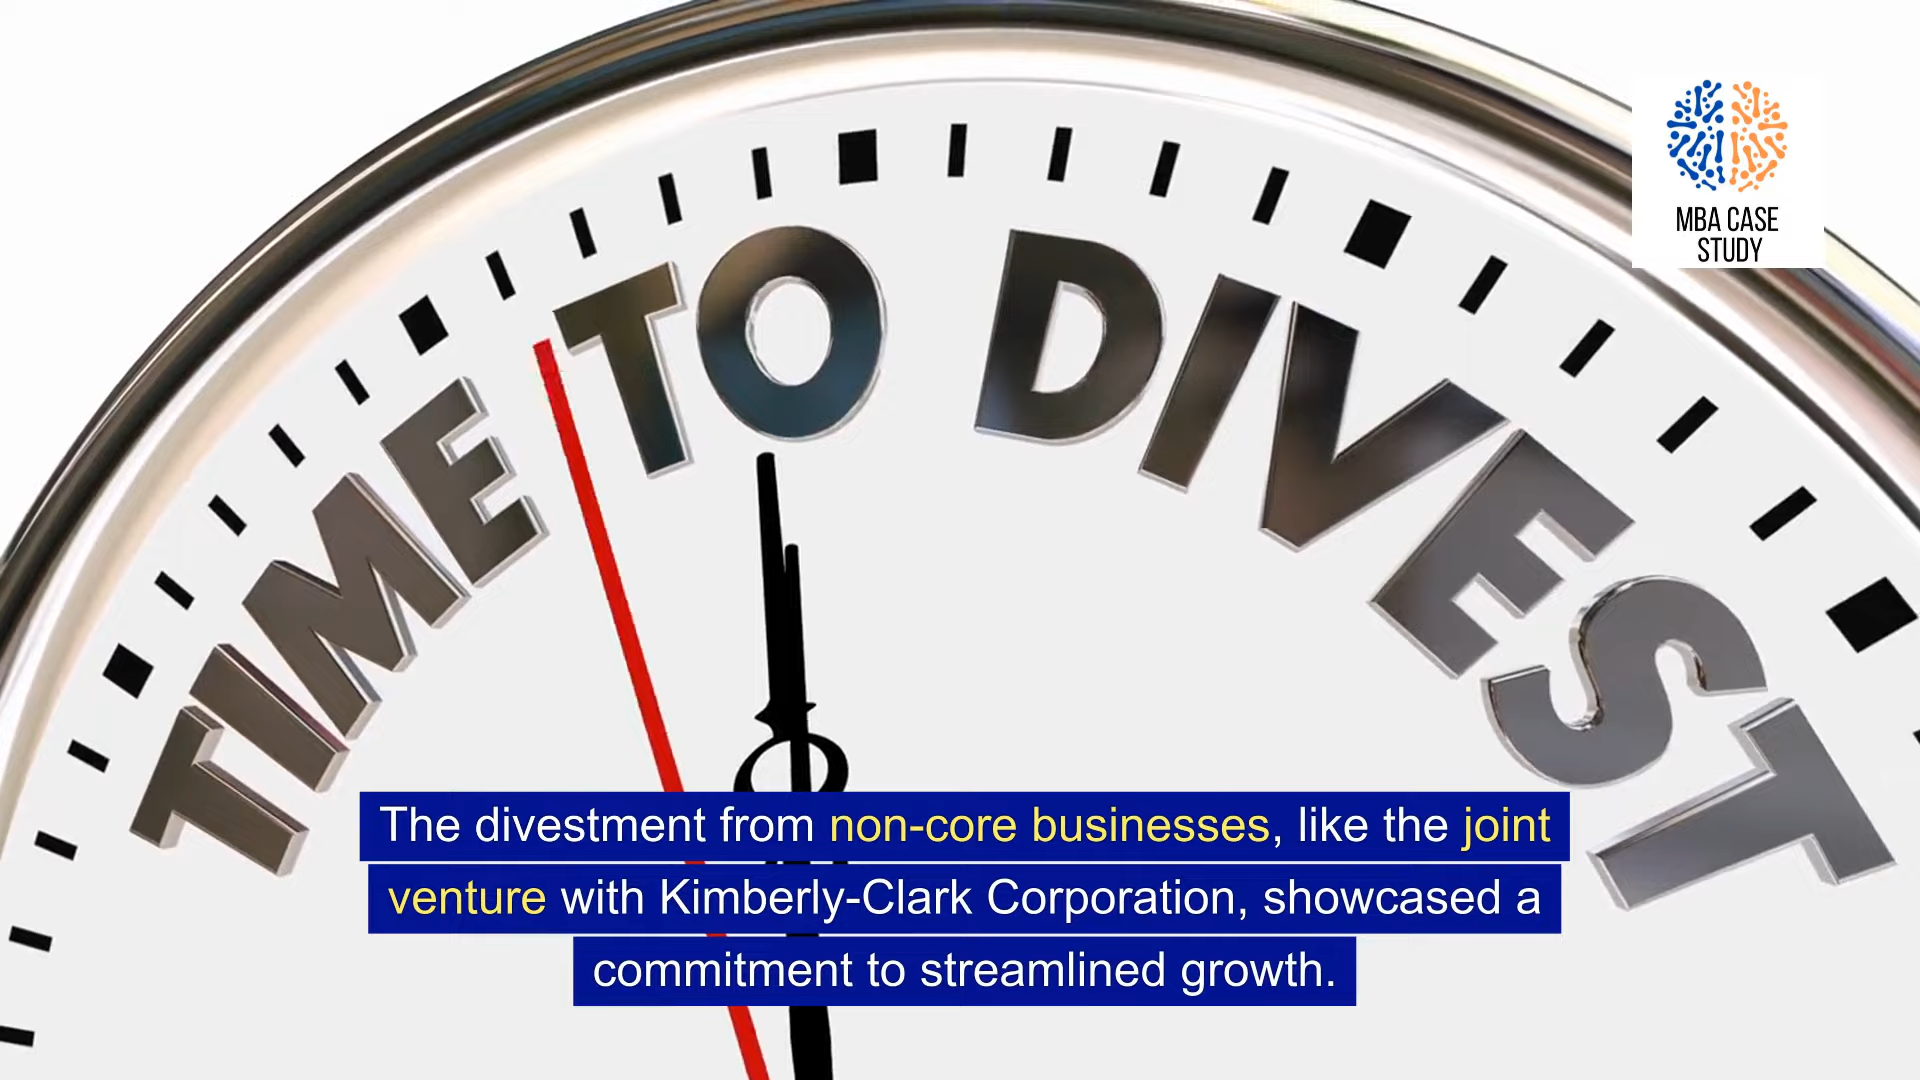 MBA CASE
STUDY
TIME TO DIVEST
The divestment from non-core businesses, like the joint
venture with Kimberly-Clark Corporation, showcased a
commitment to streamlined growth.